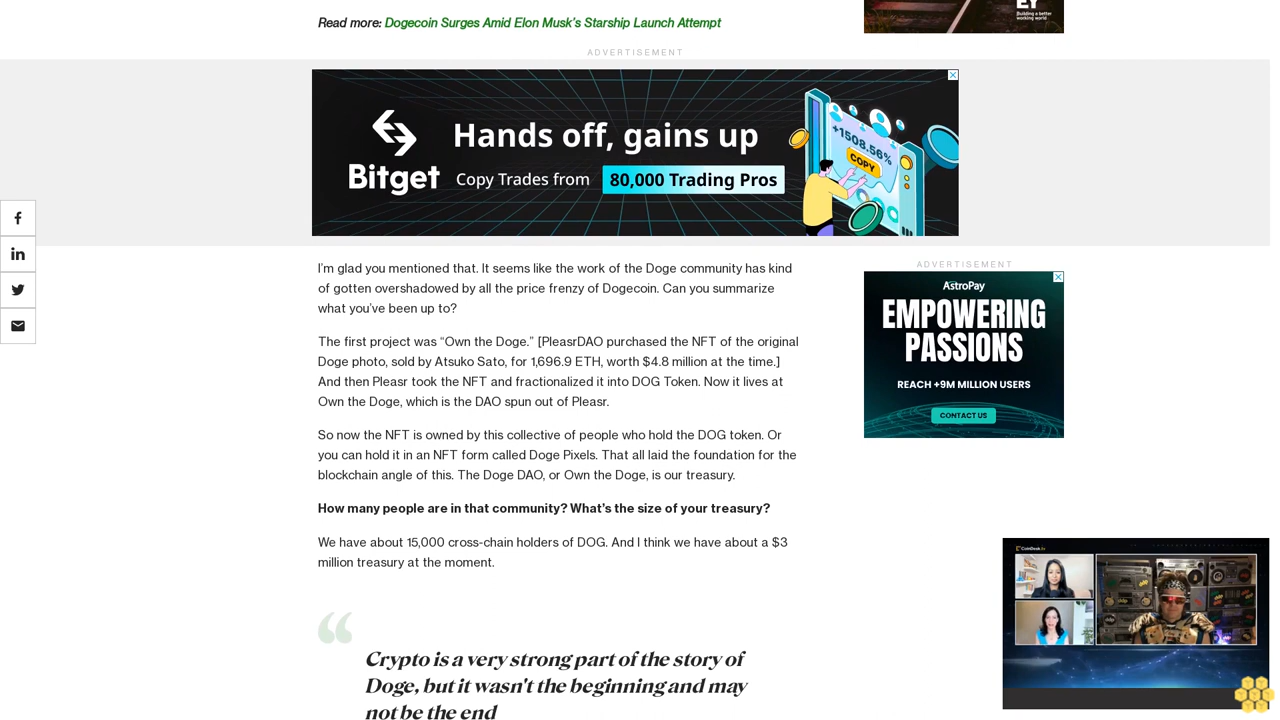 Read more: Dogecoin Surges Amid Elon Musk's Starship Launch Attempt
EY
Building a better
working world
ADVERTISEMENT
Bitget
Hands off, gains up
Copy Trades from 80,000 Trading Pros
+1508.56%
COPY
I'm glad you mentioned that. It seems like the work of the Doge community has kind
of gotten overshadowed by all the price frenzy of Dogecoin. Can you summarize
what you've been up to?
The first project was “Own the Doge.” [PleasrDAO purchased the NFT of the original
Doge photo, sold by Atsuko Sato, for 1,696.9 ETH, worth $4.8 million at the time.]
And then Pleasr took the NFT and fractionalized it into DOG Token. Now it lives at
Own the Doge, which is the DAO spun out of Pleasr.
So now the NFT is owned by this collective of people who hold the DOG token. Or
you can hold it in an NFT form called Doge Pixels. That all laid the foundation for the
blockchain angle of this. The Doge DAO, or Own the Doge, is our treasury.
How many people are in that community? What's the size of your treasury?
We have about 15,000 cross-chain holders of DOG. And I think we have about a $3
million treasury at the moment.
“
Crypto is a very strong part of the story of
Doge, but it wasn't the beginning and may
not be the end
ADVERTISEMENT
AstroPay
EMPOWERING
PASSIONS
REACH +9M MILLION USERS
CONTACT US
CoinDesk.tv